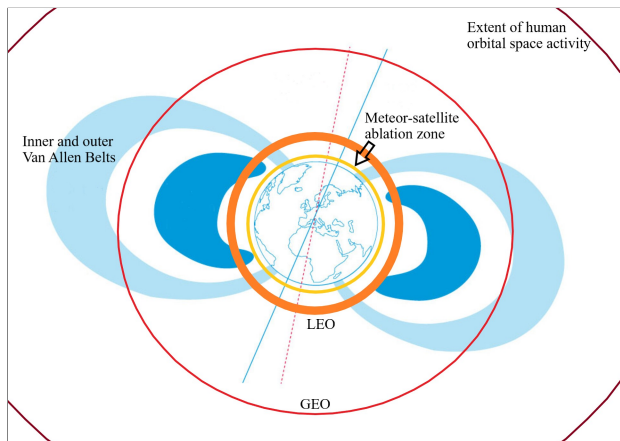 Extent of human
orbital space activity
Meteor-satellite
ablation zone
Inner and outer
Van Allen Belts
LEO
GEO